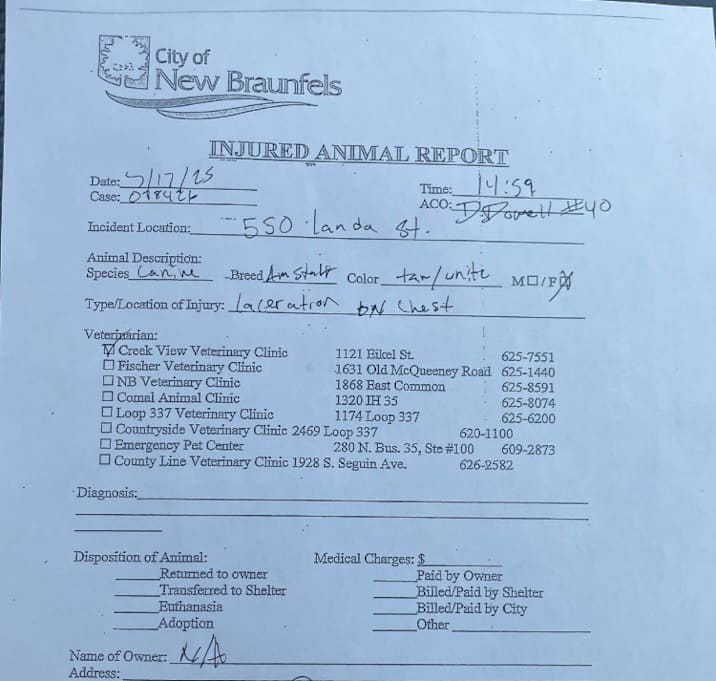 City of
New Braunfels
INJURED ANIMAL REPORT
Date: 7/17/25
Time: 14:59
Case:
ACO: D. Powell #40
Incident Location: 550 Landa St.
Animal Description:
Species Canine Breed Am Staff Color tan/white M☐/F☒
Type/Location of Injury: laceration on chest
Veterinarian:
☑ Creek View Veterinary Clinic 1121 Eikel St. 625-7551
☐ Fischer Veterinary Clinic 1631 Old McQueeney Road 625-1440
☐ NB Veterinary Clinic 1868 East Common 625-8591
☐ Comal Animal Clinic 1320 IH 35 625-8074
☐ Loop 337 Veterinary Clinic 1174 Loop 337 625-6200
☐ Countryside Veterinary Clinic 2469 Loop 337 620-1100
☐ Emergency Pet Center 280 N. Bus. 35, Ste #100 609-2873
☐ County Line Veterinary Clinic 1928 S. Seguin Ave. 626-2582
Diagnosis:
Disposition of Animal:
Medical Charges: $
Returned to owner
Paid by Owner
Transferred to Shelter
Billed/Paid by Shelter
Euthanasia
Billed/Paid by City
Adoption
Other
Name of Owner: N/A
Address: